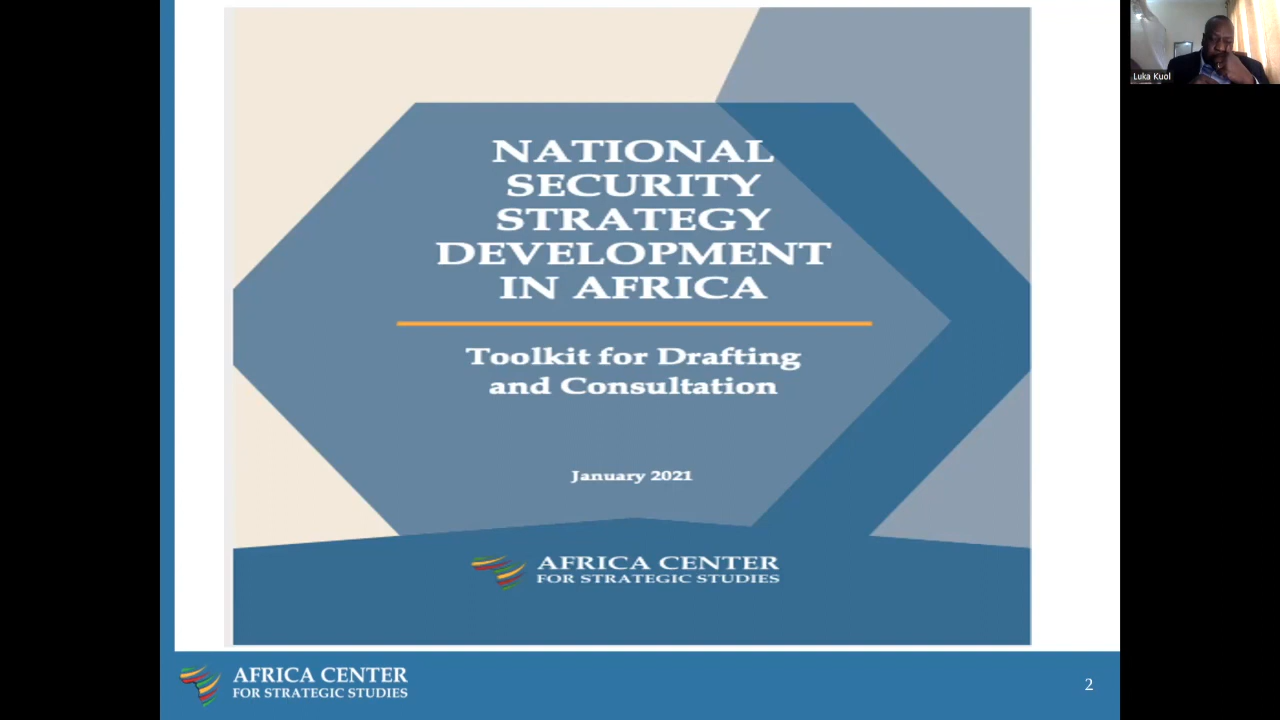 NATIONAL
SECURITY
STRATEGY
DEVELOPMENT
IN AFRICA
Toolkit for Drafting
and Consultation
January 2021
AFRICA CENTER
FOR STRATEGIC STUDIES
AFRICA CENTER
FOR STRATEGIC STUDIES
2
Luka Kuol